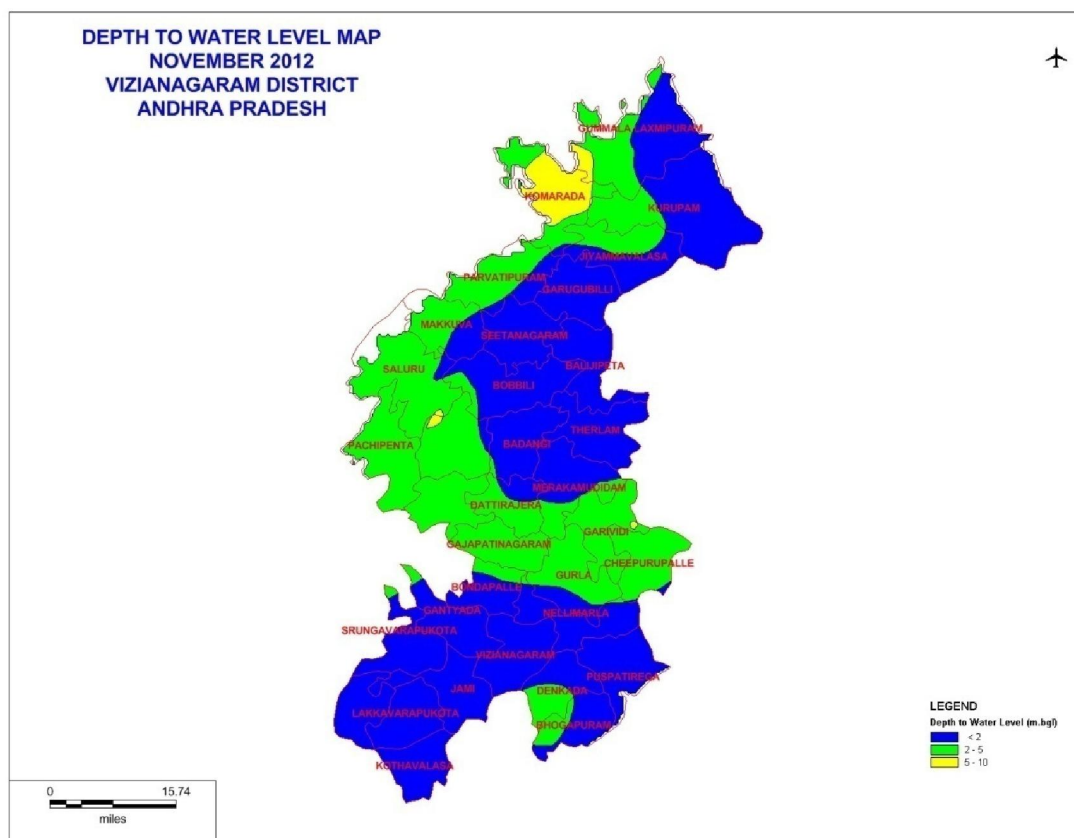 DEPTH TO WATER LEVEL MAP
NOVEMBER 2012
VIZIANAGARAM DISTRICT
ANDHRA PRADESH
GUMMALA LAXMIPURAM
KOMARADA
KURUPAM
JIYAMMAVALASA
PARVATIPURAM
GARUGUBILLI
MAKKUVA
SEETANAGARAM
SALURU
BALIJIPETA
BOBBILI
THERLAM
PACHIPENTA
BADANGI
MERAKAMUDIDAM
DATTIRAJERA
GARIVIDI
GAJAPATINAGARAM
CHEEPURUPALLE
GURLA
BONDAPALLE
GANTYADA
NELLIMARLA
SRUNGAVARAPUKOTA
VIZIANAGARAM
PUSPATIREGA
JAMI
DENKADA
LAKKAVARAPUKOTA
BHOGAPURAM
KOTHAVALASA
LEGEND
Depth to Water Level (m.bgl)
< 2
2 - 5
5 - 10
0 15.74
miles